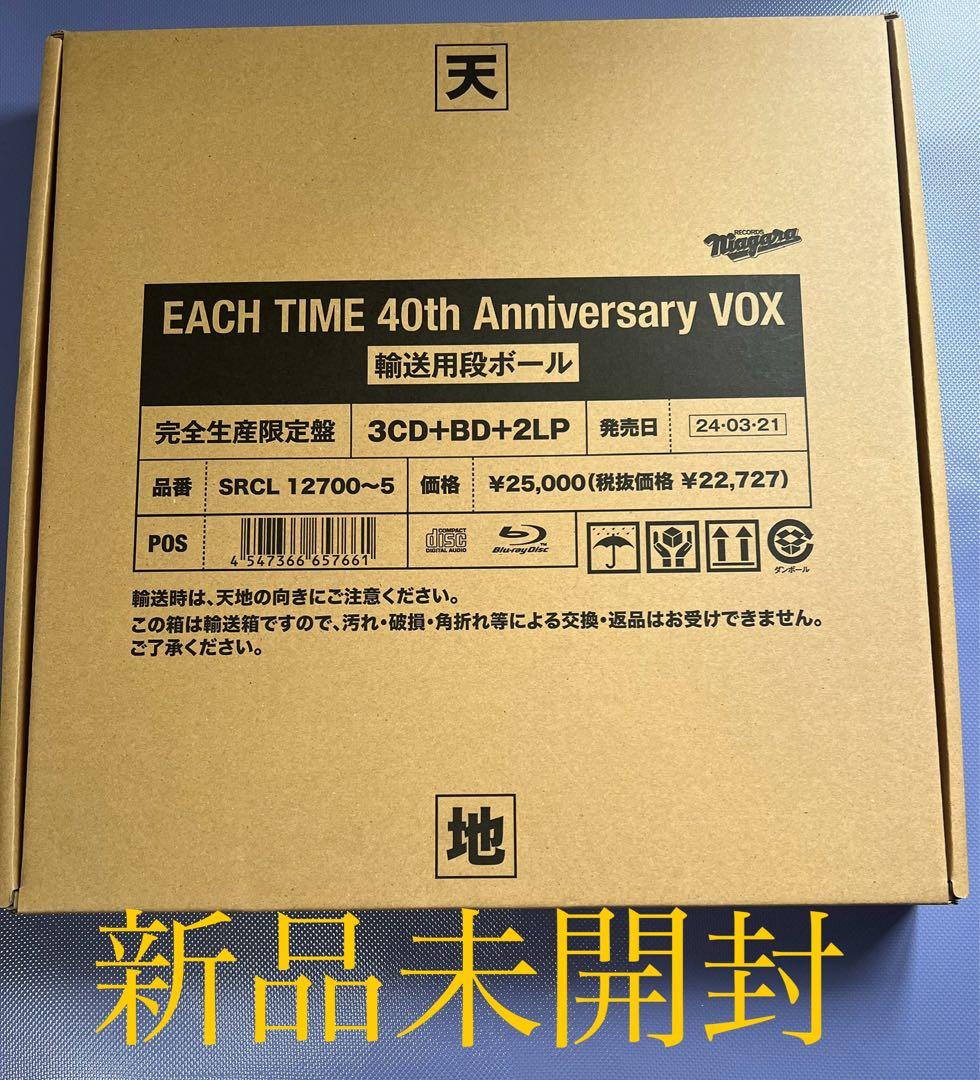 天
RECORDS
Niagara
EACH TIME 40th Anniversary VOX
輸送用段ボール
完全生産限定盤 3CD+BD+2LP 発売日 24・03・21
品番 SRCL 12700〜5 価格 ¥25,000(税抜価格 ¥22,727)
POS 4 547366 657661 COMPACT disc DIGITAL AUDIO Blu-ray Disc TM ダンボール
輸送時は、天地の向きにご注意ください。
この箱は輸送箱ですので、汚れ・破損・角折れ等による交換・返品はお受けできません。
ご了承ください。
地
新品未開封